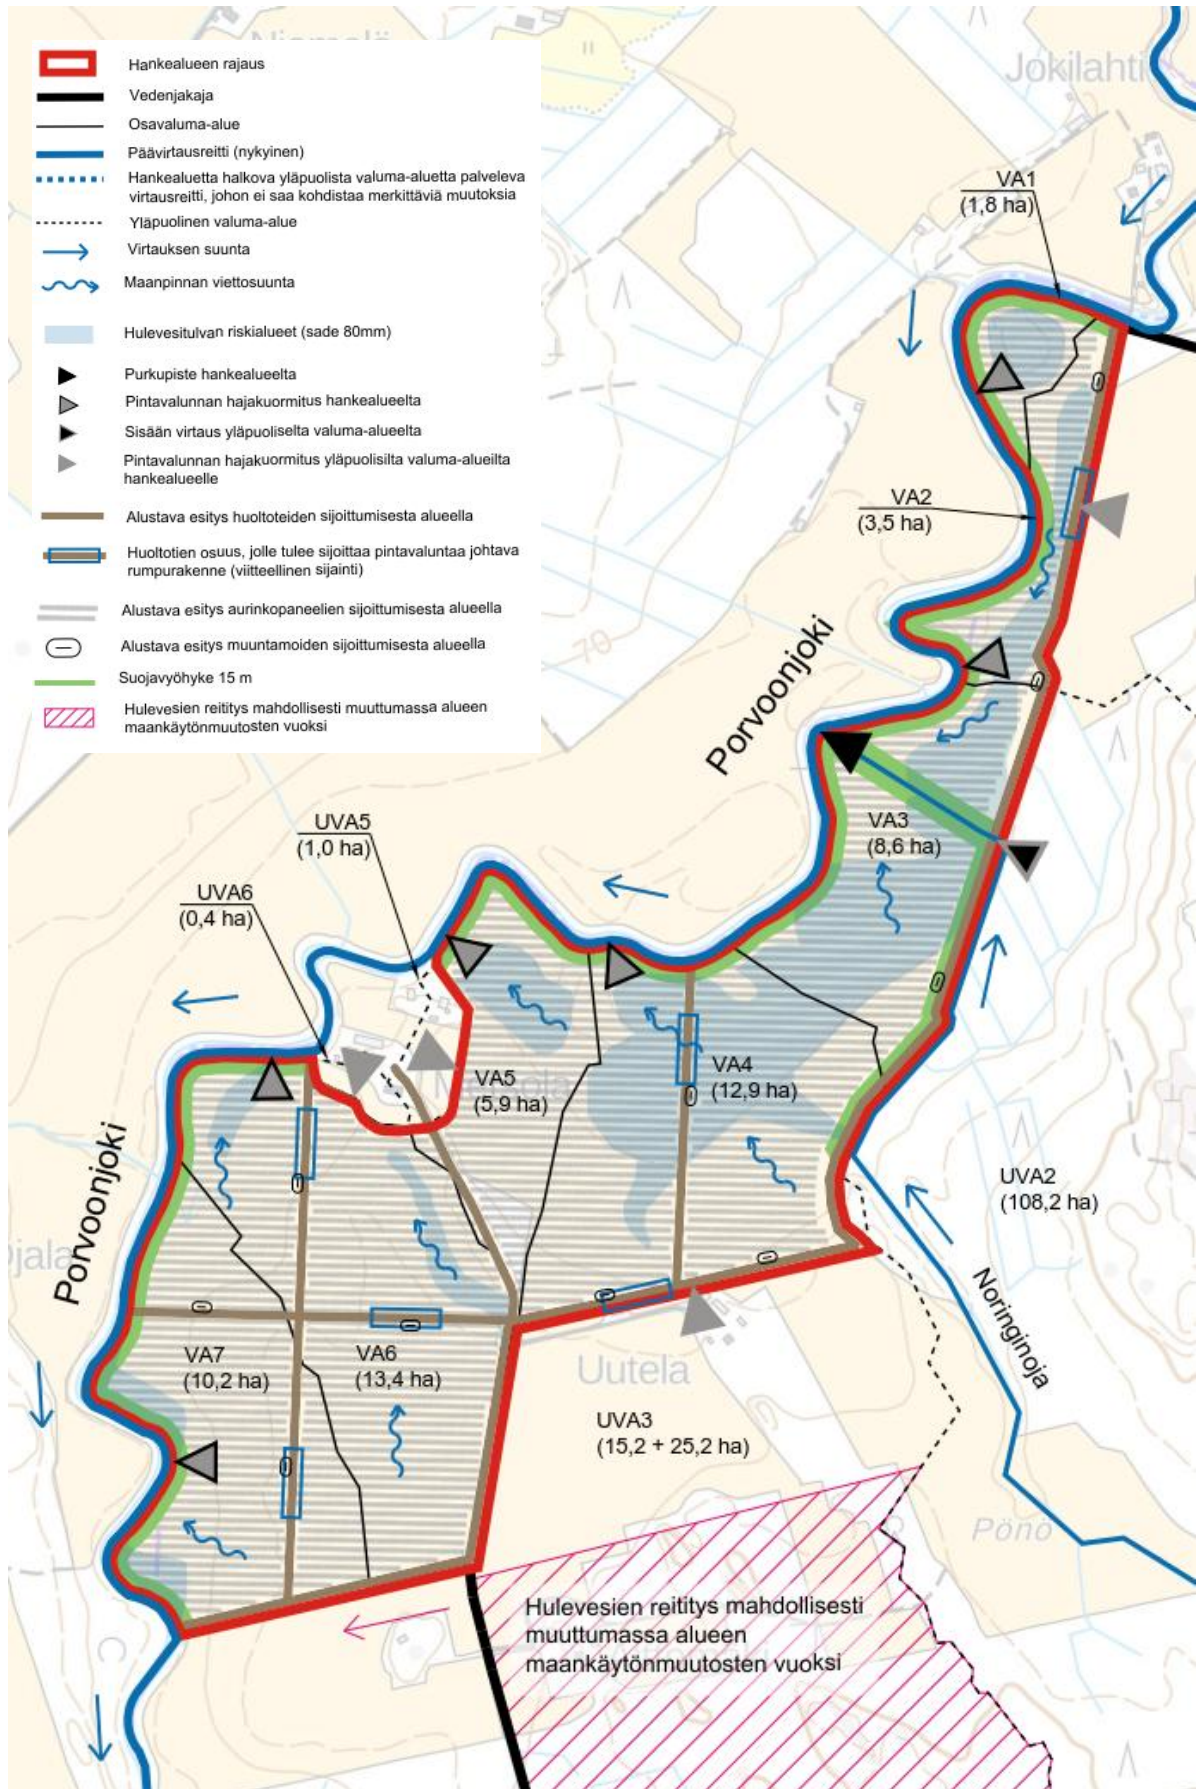 Niemelä
Jokilahti
Hankealueen rajaus
Vedenjakaja
Osavaluma-alue
Päävirtausreitti (nykyinen)
Hankealuetta halkova yläpuolista valuma-aluetta palveleva
virtausreitti, johon ei saa kohdistaa merkittäviä muutoksia
Yläpuolinen valuma-alue
Virtauksen suunta
Maanpinnan viettosuunta
Hulevesitulvan riskialueet (sade 80mm)
Purkupiste hankealueelta
Pintavalunnan hajakuormitus hankealueelta
Sisään virtaus yläpuoliselta valuma-alueelta
Pintavalunnan hajakuormitus yläpuolisilta valuma-alueilta
hankealueelle
Alustava esitys huoltoteiden sijoittumisesta alueella
Huoltotien osuus, jolle tulee sijoittaa pintavaluntaa johtava
rumpurakenne (viitteellinen sijainti)
Alustava esitys aurinkopaneelien sijoittumisesta alueella
Alustava esitys muuntamoiden sijoittumisesta alueella
Suojavyöhyke 15 m
Hulevesien reititys mahdollisesti muuttumassa alueen
maankäytönmuutosten vuoksi
VA1
(1,8 ha)
VA2
(3,5 ha)
70
Porvoonjoki
VA3
(8,6 ha)
UVA5
(1,0 ha)
UVA6
(0,4 ha)
VA4
(12,9 ha)
VA5
(5,9 ha)
UVA2
(108,2 ha)
Porvoonjoki
Ojala
Noringinoja
VA7
(10,2 ha)
VA6
(13,4 ha)
Uutela
UVA3
(15,2 + 25,2 ha)
Pönö
Hulevesien reititys mahdollisesti
muuttumassa alueen
maankäytönmuutosten vuoksi